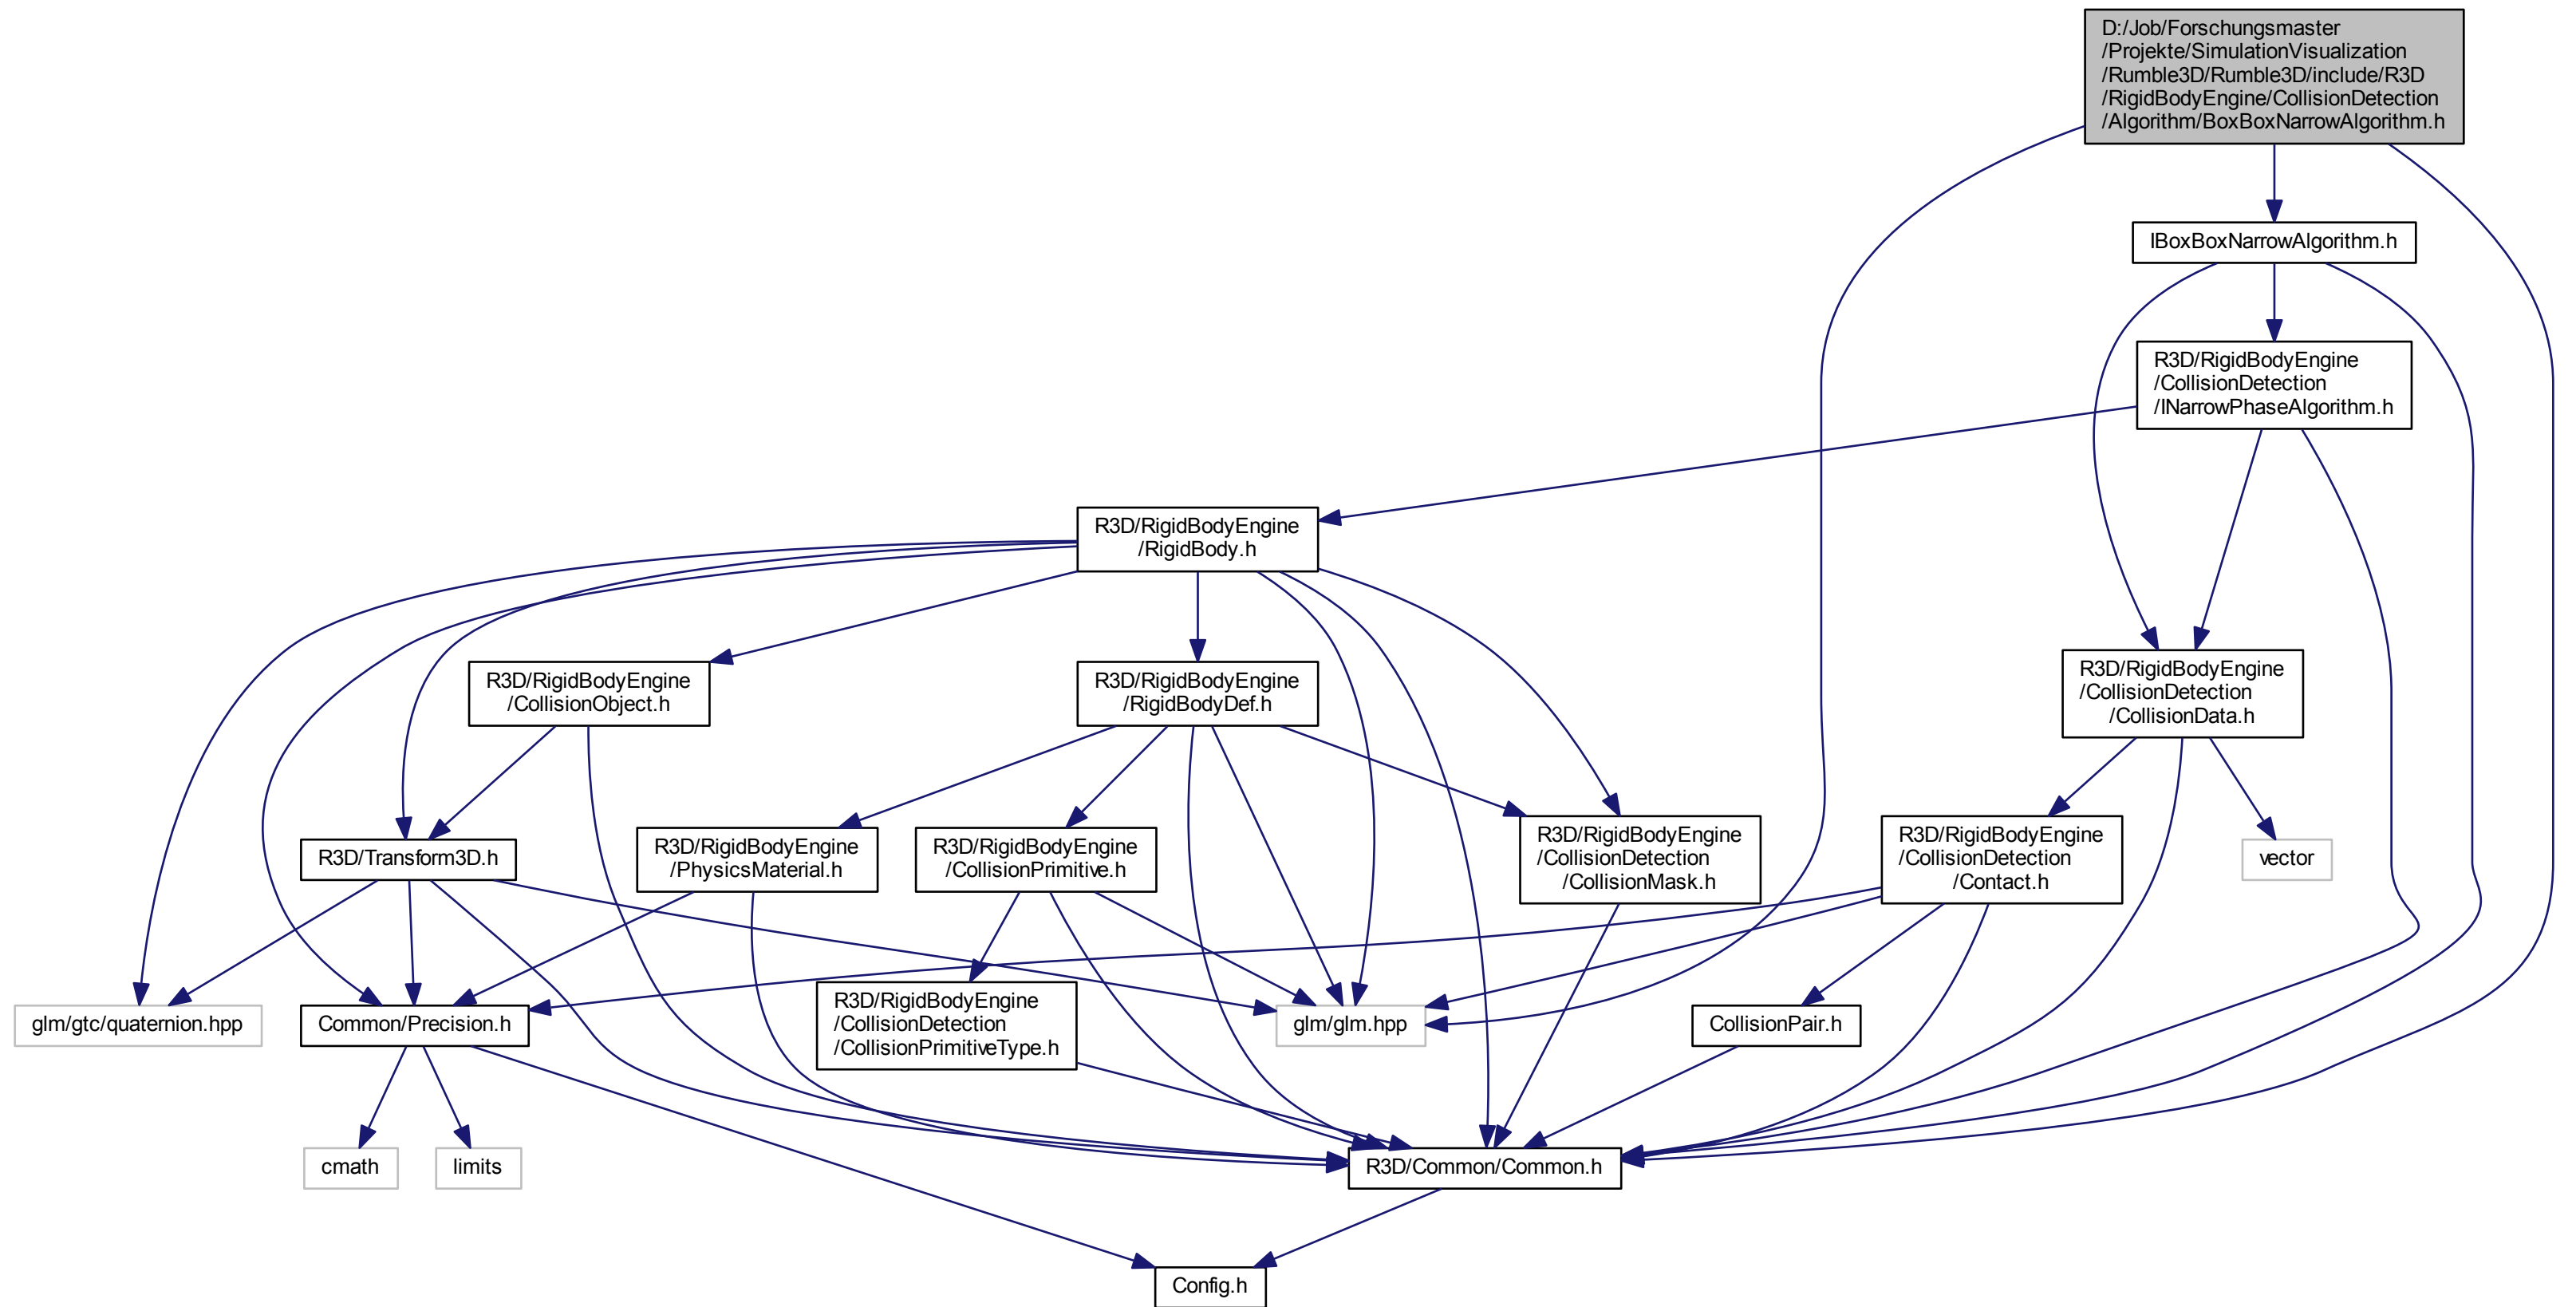 D:/Job/Forschungsmaster
/Projekte/SimulationVisualization
/Rumble3D/Rumble3D/include/R3D
/RigidBodyEngine/CollisionDetection
/Algorithm/BoxBoxNarrowAlgorithm.h
IBoxBoxNarrowAlgorithm.h
R3D/RigidBodyEngine
/CollisionDetection
/INarrowPhaseAlgorithm.h
R3D/RigidBodyEngine
/RigidBody.h
R3D/RigidBodyEngine
/CollisionObject.h
R3D/RigidBodyEngine
/RigidBodyDef.h
R3D/RigidBodyEngine
/CollisionDetection
/CollisionData.h
R3D/Transform3D.h
R3D/RigidBodyEngine
/PhysicsMaterial.h
R3D/RigidBodyEngine
/CollisionPrimitive.h
R3D/RigidBodyEngine
/CollisionDetection
/CollisionMask.h
R3D/RigidBodyEngine
/CollisionDetection
/Contact.h
vector
glm/gtc/quaternion.hpp
Common/Precision.h
R3D/RigidBodyEngine
/CollisionDetection
/CollisionPrimitiveType.h
glm/glm.hpp
CollisionPair.h
cmath
limits
R3D/Common/Common.h
Config.h